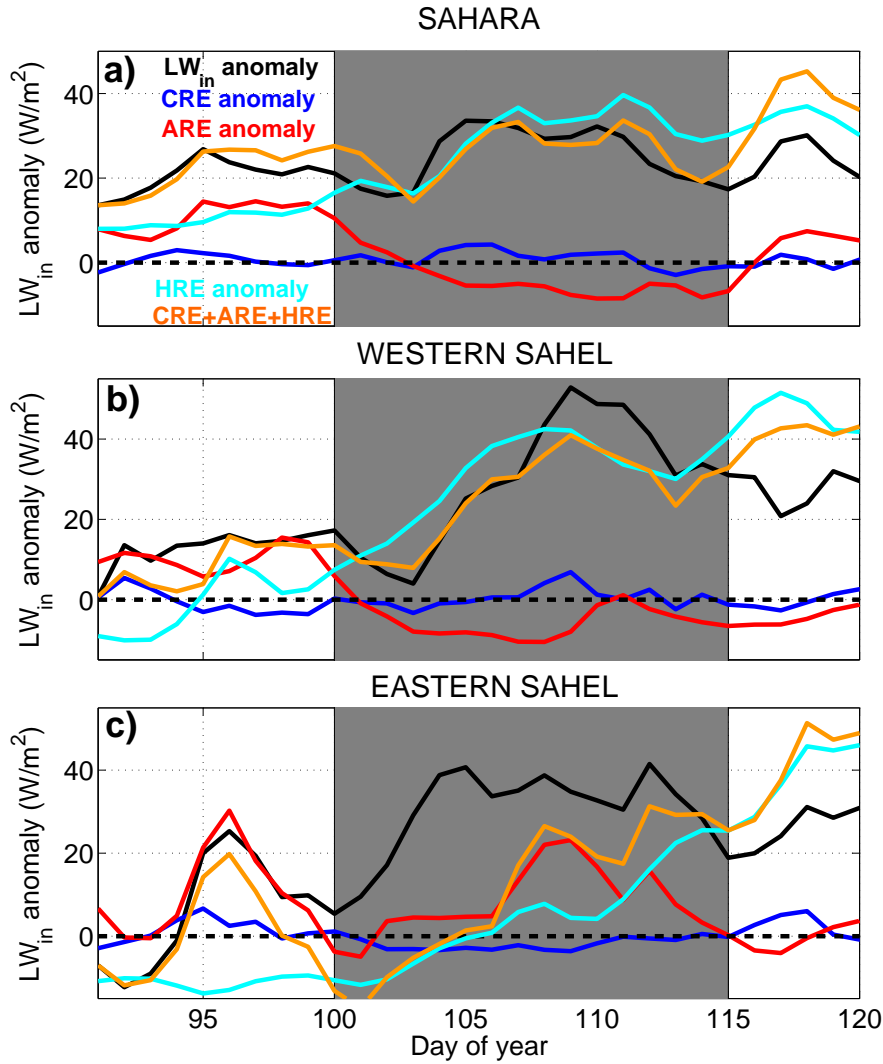 SAHARA
a)
LWin anomaly
CRE anomaly
ARE anomaly
HRE anomaly
CRE+ARE+HRE
LWin anomaly (W/m2)
40
20
0
WESTERN SAHEL
b)
LWin anomaly (W/m2)
40
20
0
EASTERN SAHEL
c)
LWin anomaly (W/m2)
40
20
0
95 100 105 110 115 120
Day of year